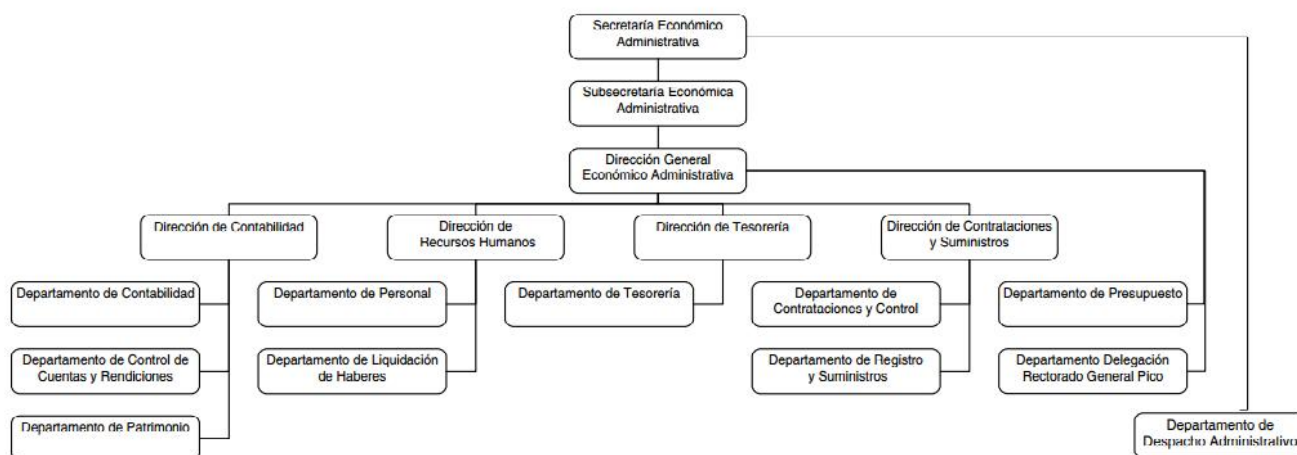 Secretaría Económico
Administrativa
Subsecretaría Económica
Administrativa
Dirección General
Económico Administrativa
Dirección de Contabilidad
Dirección de
Recursos Humanos
Dirección de Tesorería
Dirección de Contrataciones
y Suministros
Departamento de Contabilidad
Departamento de Personal
Departamento de Tesorería
Departamento de
Contrataciones y Control
Departamento de Presupuesto
Departamento de Control de
Cuentas y Rendiciones
Departamento de Liquidación
de Haberes
Departamento de Registro
y Suministros
Departamento Delegación
Rectorado General Pico
Departamento de Patrimonio
Departamento de
Despacho Administrativo